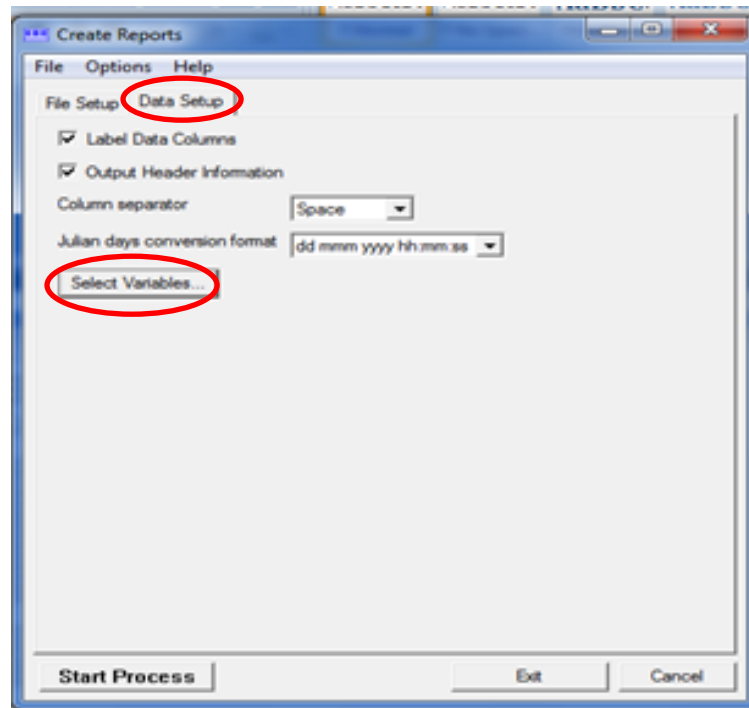 Create Reports
File Options Help
File Setup Data Setup
Label Data Columns
Output Header Information
Column separator Space
Julian days conversion format dd mmm yyyy hh:mm:ss
Select Variables...
Start Process Exit Cancel